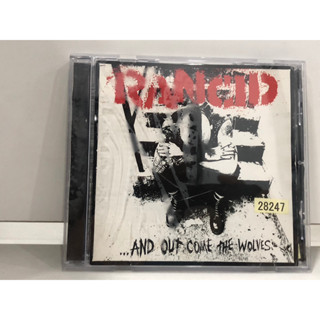 RANCID
28247
...AND OUT COME THE WOLVES